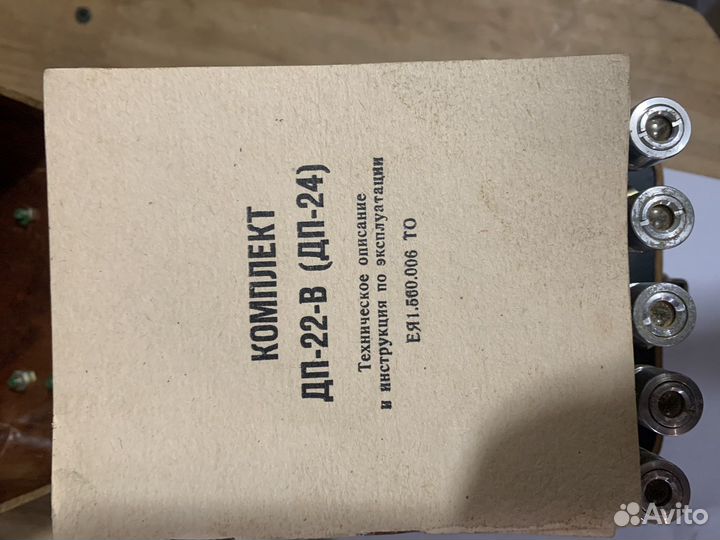 КОМПЛЕКТ
ДП-22-В (ДП-24)
Техническое описание
и инструкция по эксплуатации
ЕЯ1.560.006 ТО
Avito